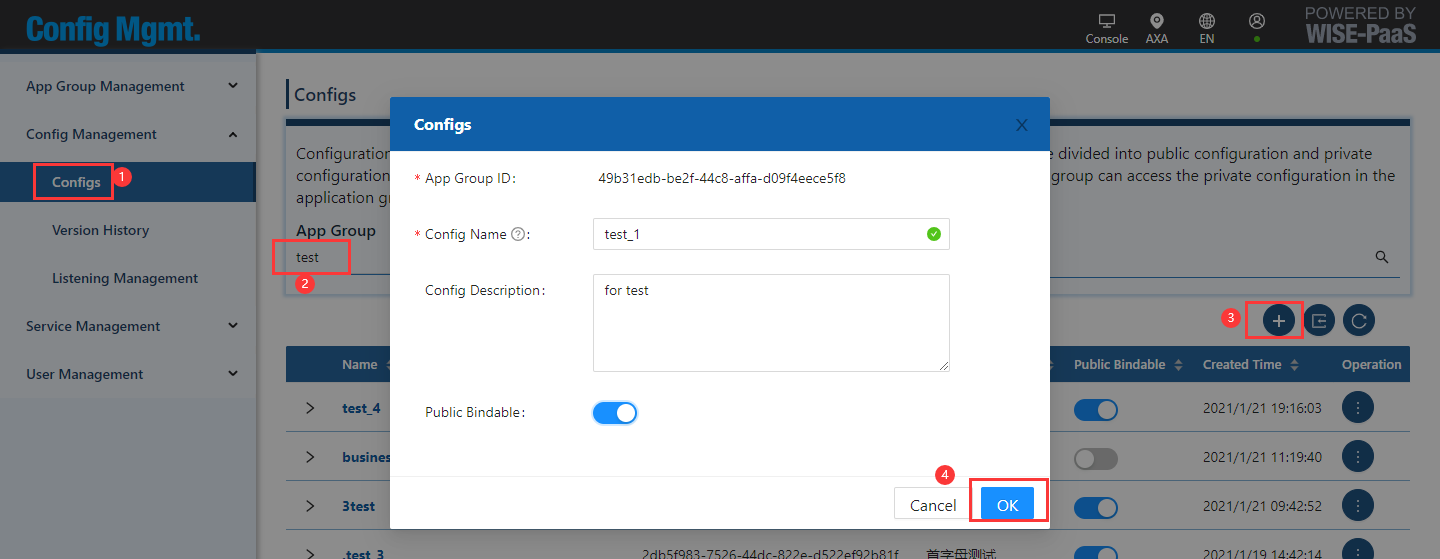 Config Mgmt.
Console
AXA
EN
POWERED BY
WISE-PaaS
App Group Management
Config Management
Configs
1
Version History
Listening Management
Service Management
User Management
Configs
Configuration
e divided into public configuration and private
configuration
group can access the private configuration in the
application g
App Group
test
2
3
Name
Public Bindable
Created Time
Operation
test_4
2021/1/21 19:16:03
busines
2021/1/21 11:19:40
3test
2021/1/21 09:42:52
.test_3
2db5f983-7526-44dc-822e-d522ef92b81f
首字母测试
2021/1/19 14:42:14
Configs
* App Group ID:
49b31edb-be2f-44c8-affa-d09f4eece5f8
* Config Name ? :
test_1
Config Description:
for test
Public Bindable:
4
Cancel
OK